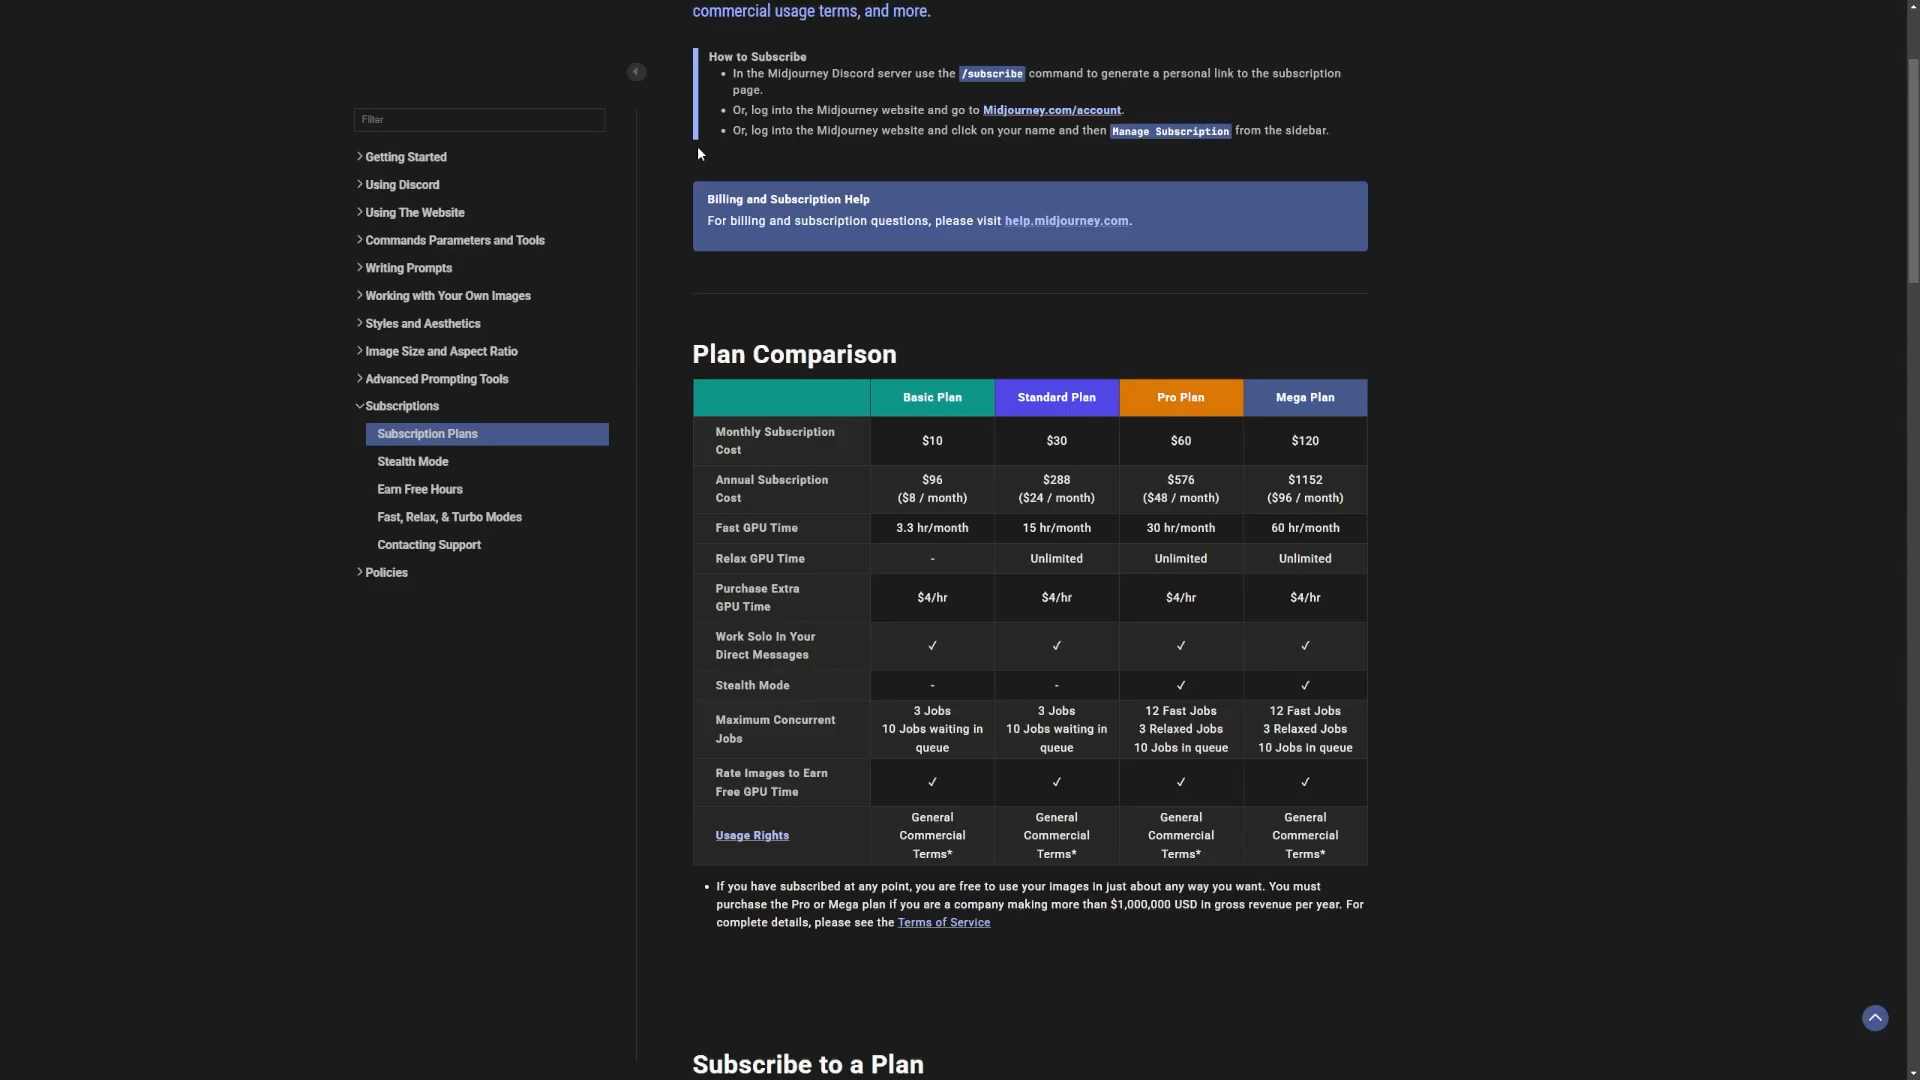 commercial usage terms, and more.
How to Subscribe
• In the Midjourney Discord server use the /subscribe command to generate a personal link to the subscription
page.
• Or, log into the Midjourney website and go to Midjourney.com/account.
• Or, log into the Midjourney website and click on your name and then Manage Subscription from the sidebar.
Filter
Getting Started
Using Discord
Using The Website
Commands Parameters and Tools
Writing Prompts
Working with Your Own Images
Styles and Aesthetics
Image Size and Aspect Ratio
Advanced Prompting Tools
Subscriptions
Subscription Plans
Stealth Mode
Earn Free Hours
Fast, Relax, & Turbo Modes
Contacting Support
Policies
Billing and Subscription Help
For billing and subscription questions, please visit help.midjourney.com.
Plan Comparison
Basic Plan Standard Plan Pro Plan Mega Plan
Monthly Subscription
Cost
$10 $30 $60 $120
Annual Subscription
Cost
$96 $288 $576 $1152
($8 / month) ($24 / month) ($48 / month) ($96 / month)
Fast GPU Time 3.3 hr/month 15 hr/month 30 hr/month 60 hr/month
Relax GPU Time - Unlimited Unlimited Unlimited
Purchase Extra
GPU Time
$4/hr $4/hr $4/hr $4/hr
Work Solo In Your
Direct Messages
✓ ✓ ✓ ✓
Stealth Mode - - ✓ ✓
Maximum Concurrent
Jobs
3 Jobs 3 Jobs 12 Fast Jobs 12 Fast Jobs
10 Jobs waiting in 10 Jobs waiting in 3 Relaxed Jobs 3 Relaxed Jobs
queue queue 10 Jobs in queue 10 Jobs in queue
Rate Images to Earn
Free GPU Time
✓ ✓ ✓ ✓
Usage Rights
General General General General
Commercial Commercial Commercial Commercial
Terms* Terms* Terms* Terms*
• If you have subscribed at any point, you are free to use your images in just about any way you want. You must
purchase the Pro or Mega plan if you are a company making more than $1,000,000 USD in gross revenue per year. For
complete details, please see the Terms of Service
Subscribe to a Plan